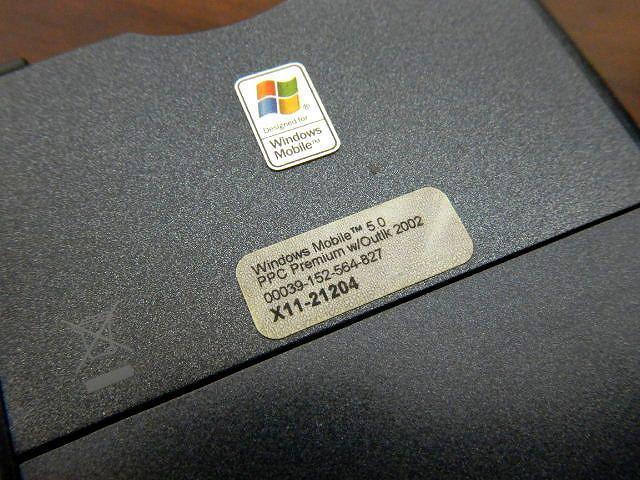 Designed for
Windows
Mobile™
®
Windows Mobile™ 5.0
PPC Premium w/Outlk 2002
00039-152-564-827
X11-21204